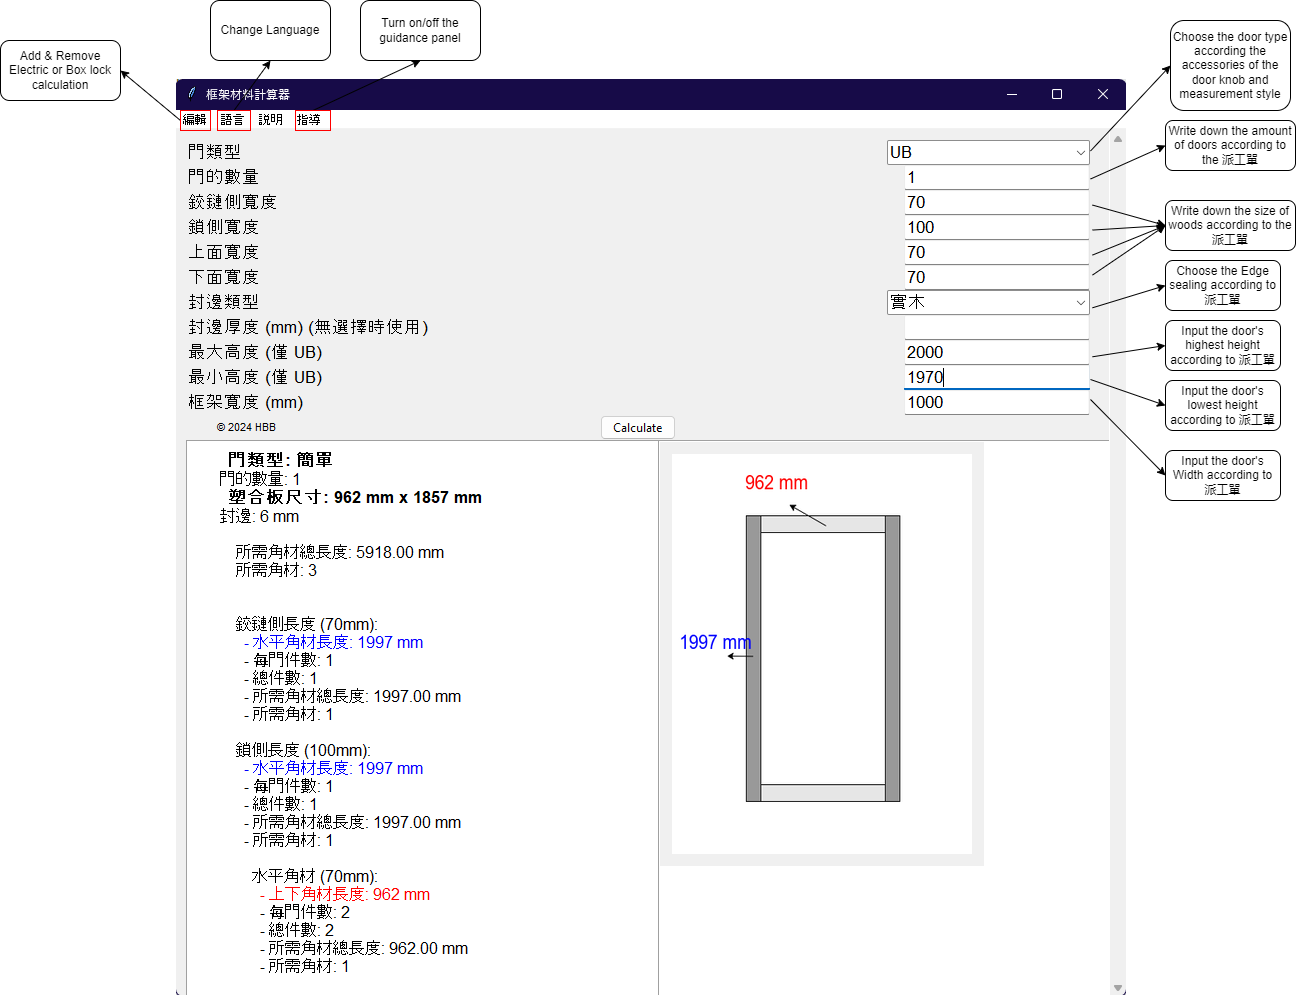 Change Language
Turn on/off the
guidance panel
Add & Remove
Electric or Box lock
calculation
Choose the door type
according the
accessories of the
door knob and
measurement style
框架材料計算器
編輯
語言
說明
指導
門類型
UB
門的數量
1
Write down the amount
of doors according to
the 派工單
鉸鏈側寬度
70
鎖側寬度
100
上面寬度
70
下面寬度
70
Write down the size of
woods according to the
派工單
封邊類型
實木
Choose the Edge
sealing according to
派工單
封邊厚度 (mm) (無選擇時使用)
最大高度 (僅 UB)
2000
Input the door's
highest height
according to 派工單
最小高度 (僅 UB)
1970
Input the door's
lowest height
according to 派工單
框架寬度 (mm)
1000
Input the door's
Width according to
派工單
© 2024 HBB
Calculate
門類型: 簡單
門的數量: 1
塑合板尺寸: 962 mm x 1857 mm
封邊: 6 mm
所需角材總長度: 5918.00 mm
所需角材: 3
鉸鏈側長度 (70mm):
- 水平角材長度: 1997 mm
- 每門件數: 1
- 總件數: 1
- 所需角材總長度: 1997.00 mm
- 所需角材: 1
鎖側長度 (100mm):
- 水平角材長度: 1997 mm
- 每門件數: 1
- 總件數: 1
- 所需角材總長度: 1997.00 mm
- 所需角材: 1
水平角材 (70mm):
- 上下角材長度: 962 mm
- 每門件數: 2
- 總件數: 2
- 所需角材總長度: 962.00 mm
- 所需角材: 1
962 mm
1997 mm